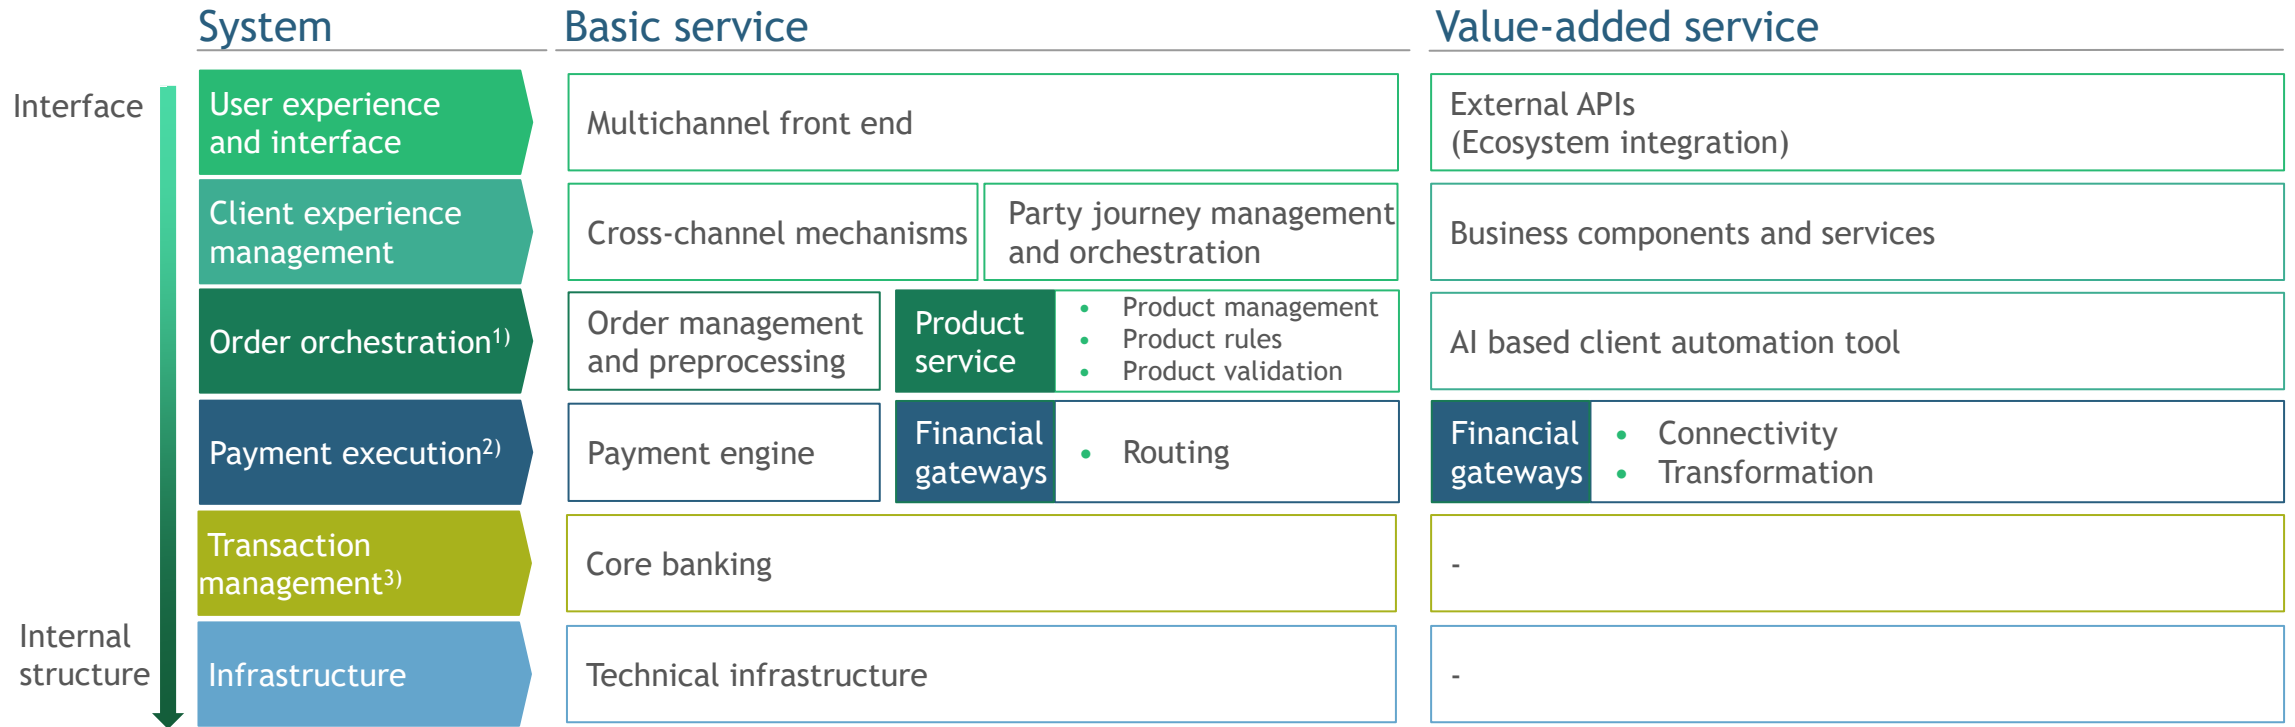 System
Basic service
Value-added service
Interface
User experience
and interface
Multichannel front end
External APIs
(Ecosystem integration)
Client experience
management
Cross-channel mechanisms
Party journey management
and orchestration
Business components and services
Order orchestration1)
Order management
and preprocessing
Product
service
• Product management
• Product rules
• Product validation
AI based client automation tool
Payment execution2)
Payment engine
Financial
gateways
• Routing
Financial
gateways
• Connectivity
• Transformation
Transaction
management3)
Core banking
-
Internal
structure
Infrastructure
Technical infrastructure
-